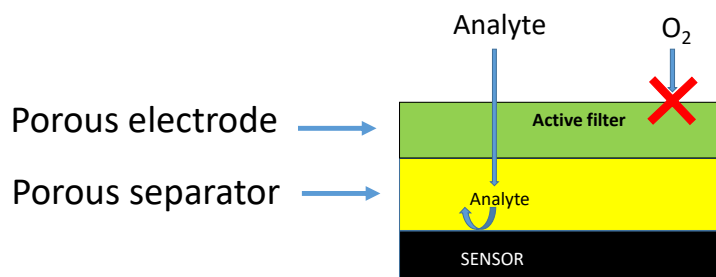 Analyte
O₂
Porous electrode
Active filter
Porous separator
Analyte
SENSOR